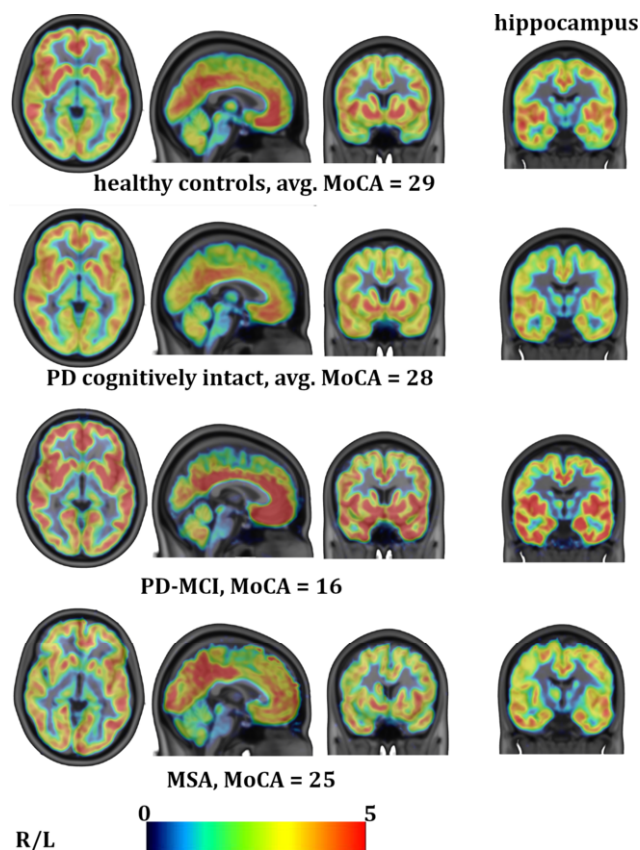 hippocampus
healthy controls, avg. MoCA = 29
PD cognitively intact, avg. MoCA = 28
PD-MCI, MoCA = 16
MSA, MoCA = 25
0 5
R/L